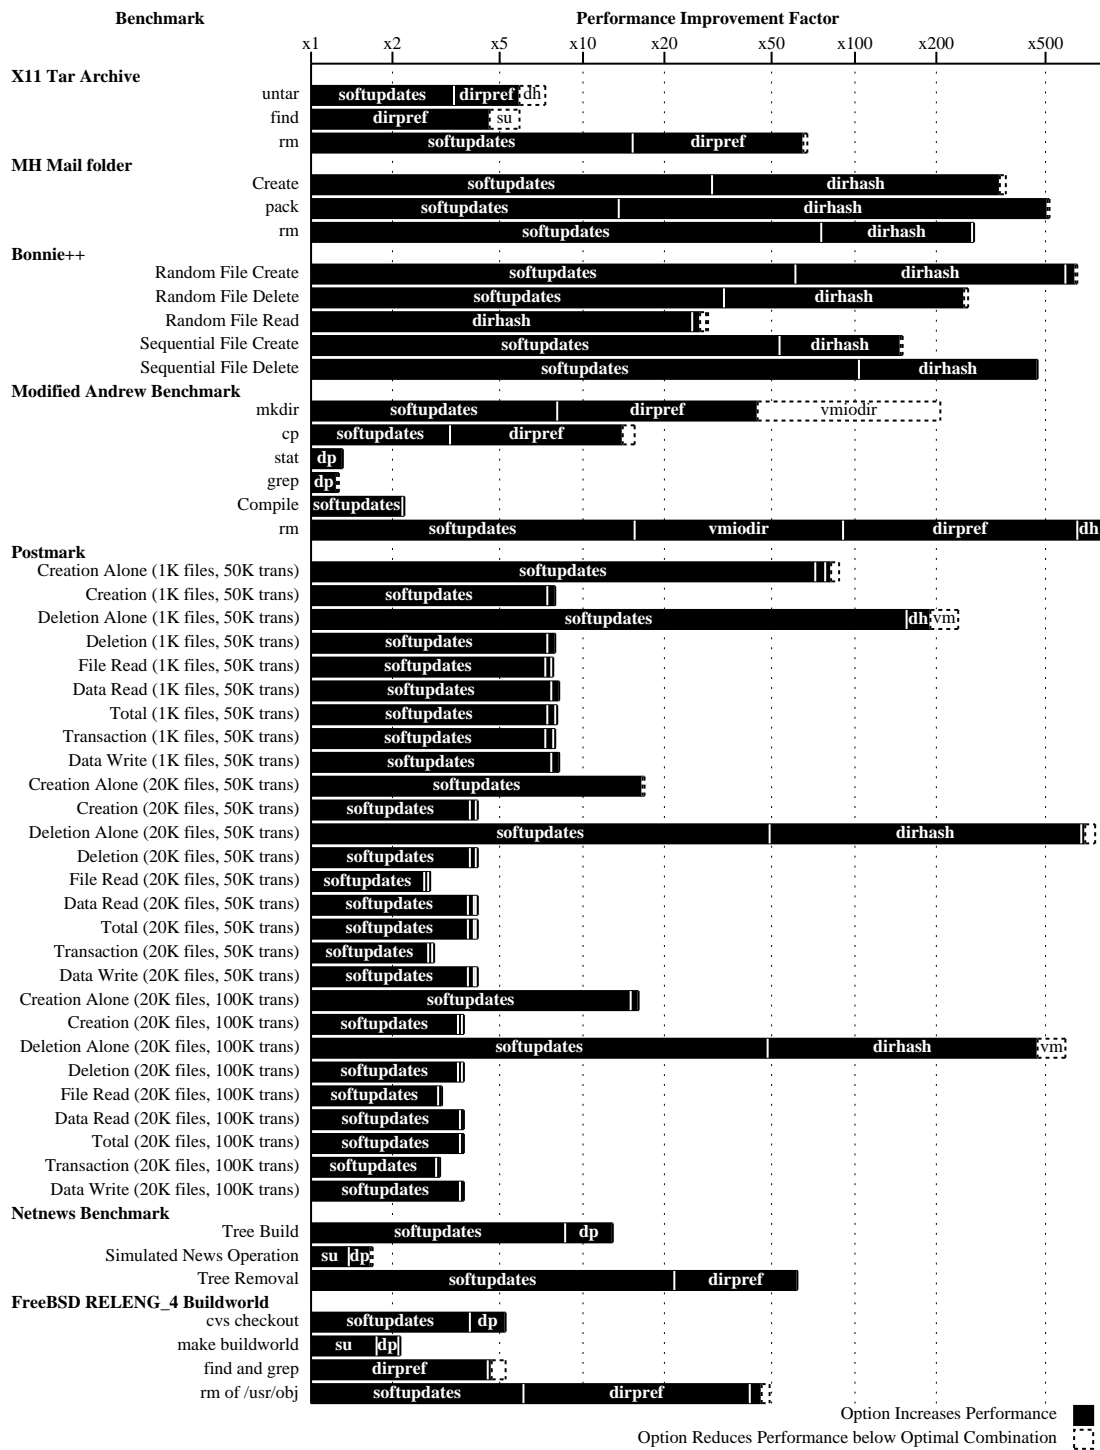 Benchmark Performance Improvement Factor
x1 x2 x5 x10 x20 x50 x100 x200 x500
X11 Tar Archive
untar softupdates dirpref dh
find dirpref su
rm softupdates dirpref
MH Mail folder
Create softupdates dirhash
pack softupdates dirhash
rm softupdates dirhash
Bonnie++
Random File Create softupdates dirhash
Random File Delete softupdates dirhash
Random File Read dirhash
Sequential File Create softupdates dirhash
Sequential File Delete softupdates dirhash
Modified Andrew Benchmark
mkdir softupdates dirpref vmiodir
cp softupdates dirpref
stat dp
grep dp
Compile softupdates
rm softupdates vmiodir dirpref dh
Postmark
Creation Alone (1K files, 50K trans) softupdates
Creation (1K files, 50K trans) softupdates
Deletion Alone (1K files, 50K trans) softupdates dh vm
Deletion (1K files, 50K trans) softupdates
File Read (1K files, 50K trans) softupdates
Data Read (1K files, 50K trans) softupdates
Total (1K files, 50K trans) softupdates
Transaction (1K files, 50K trans) softupdates
Data Write (1K files, 50K trans) softupdates
Creation Alone (20K files, 50K trans) softupdates
Creation (20K files, 50K trans) softupdates
Deletion Alone (20K files, 50K trans) softupdates dirhash
Deletion (20K files, 50K trans) softupdates
File Read (20K files, 50K trans) softupdates
Data Read (20K files, 50K trans) softupdates
Total (20K files, 50K trans) softupdates
Transaction (20K files, 50K trans) softupdates
Data Write (20K files, 50K trans) softupdates
Creation Alone (20K files, 100K trans) softupdates
Creation (20K files, 100K trans) softupdates
Deletion Alone (20K files, 100K trans) softupdates dirhash vm
Deletion (20K files, 100K trans) softupdates
File Read (20K files, 100K trans) softupdates
Data Read (20K files, 100K trans) softupdates
Total (20K files, 100K trans) softupdates
Transaction (20K files, 100K trans) softupdates
Data Write (20K files, 100K trans) softupdates
Netnews Benchmark
Tree Build softupdates dp
Simulated News Operation su dp
Tree Removal softupdates dirpref
FreeBSD RELENG_4 Buildworld
cvs checkout softupdates dp
make buildworld su dp
find and grep dirpref
rm of /usr/obj softupdates dirpref
Option Increases Performance
Option Reduces Performance below Optimal Combination